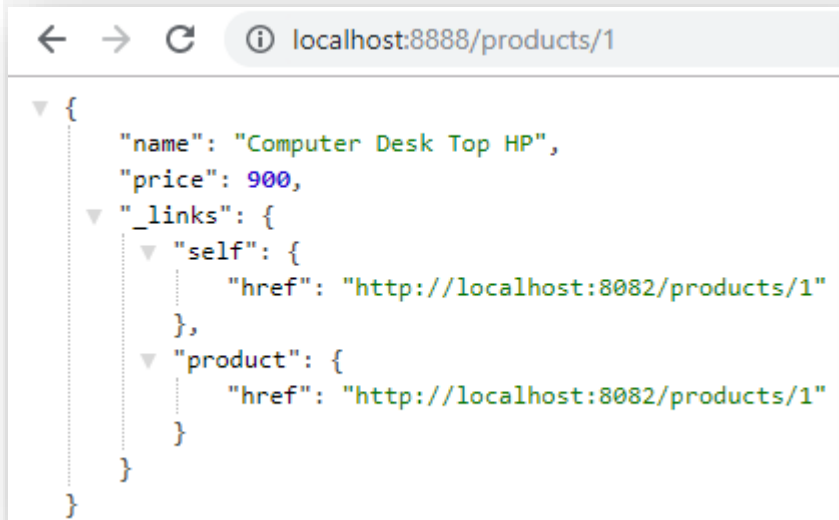 localhost:8888/products/1
{
"name": "Computer Desk Top HP",
"price": 900,
"_links": {
"self": {
"href": "http://localhost:8082/products/1"
},
"product": {
"href": "http://localhost:8082/products/1"
}
}
}